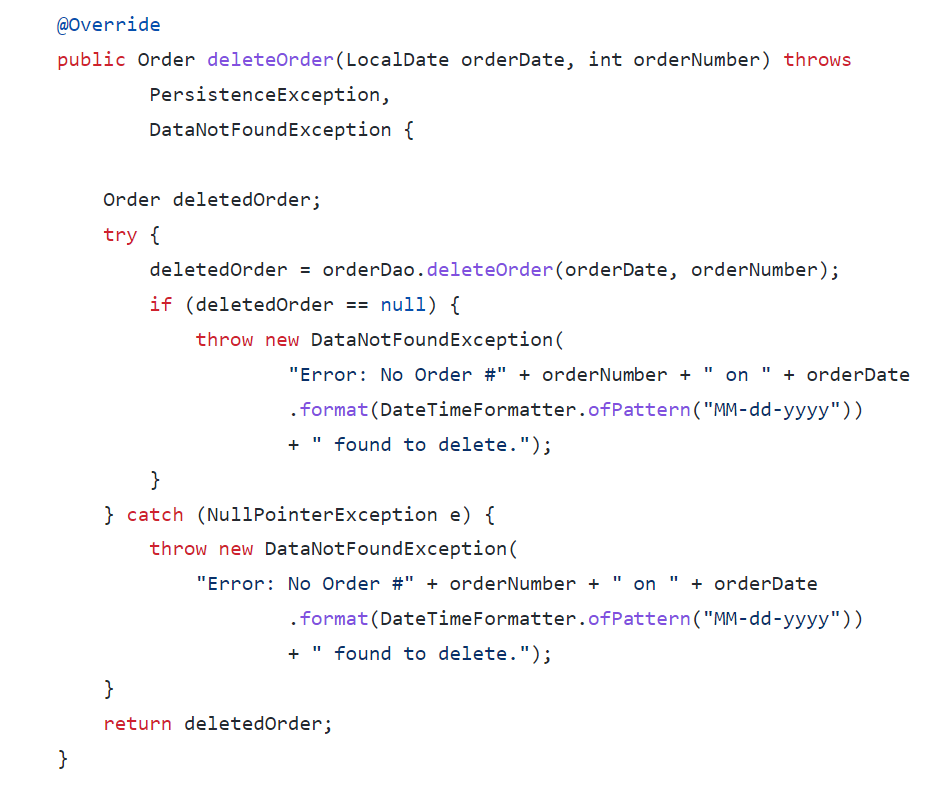 @Override
public Order deleteOrder(LocalDate orderDate, int orderNumber) throws
PersistenceException,
DataNotFoundException {
Order deletedOrder;
try {
deletedOrder = orderDao.deleteOrder(orderDate, orderNumber);
if (deletedOrder == null) {
throw new DataNotFoundException(
"Error: No Order #" + orderNumber + " on " + orderDate
.format(DateTimeFormatter.ofPattern("MM-dd-yyyy"))
+ " found to delete.");
}
} catch (NullPointerException e) {
throw new DataNotFoundException(
"Error: No Order #" + orderNumber + " on " + orderDate
.format(DateTimeFormatter.ofPattern("MM-dd-yyyy"))
+ " found to delete.");
}
return deletedOrder;
}